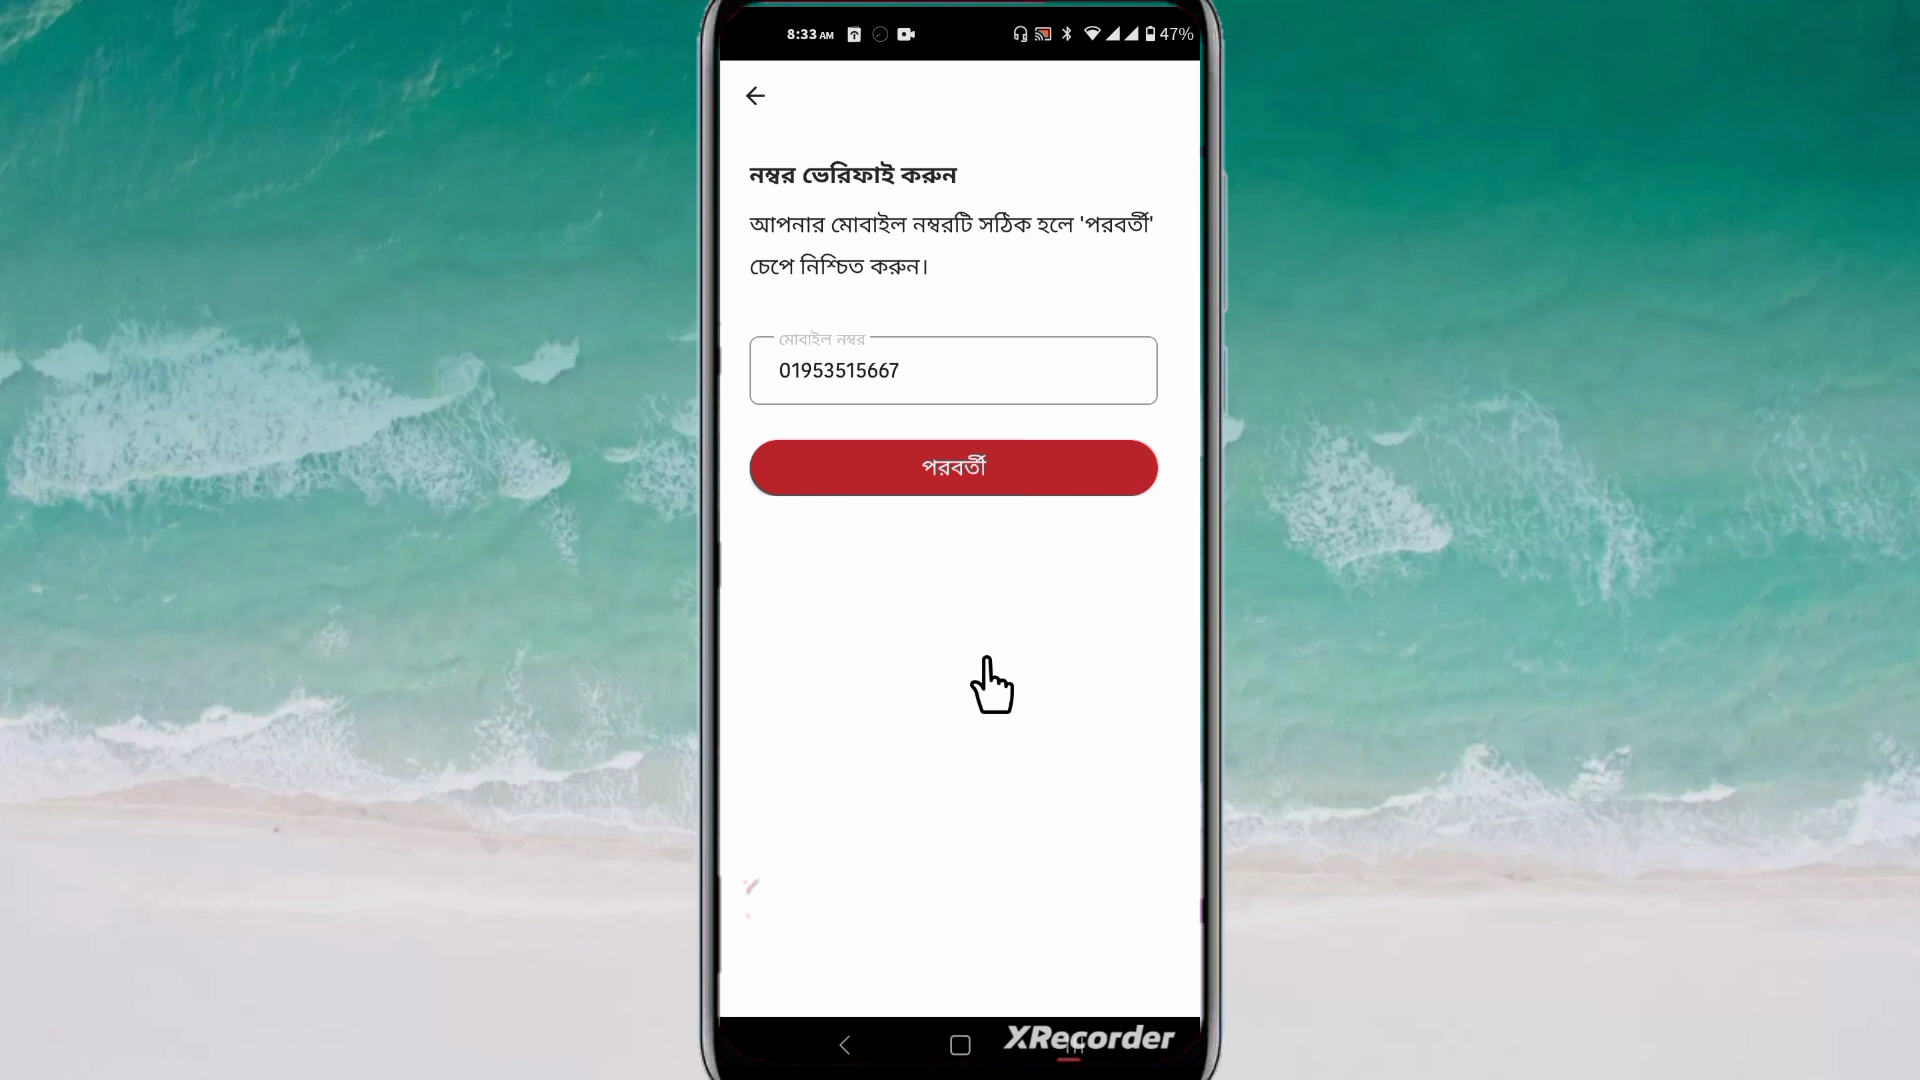 8:33 AM
47%
নম্বর ভেরিফাই করুন
আপনার মোবাইল নম্বরটি সঠিক হলে 'পরবর্তী'
চেপে নিশ্চিত করুন।
মোবাইল নম্বর
01953515667
পরবর্তী
XRecorder